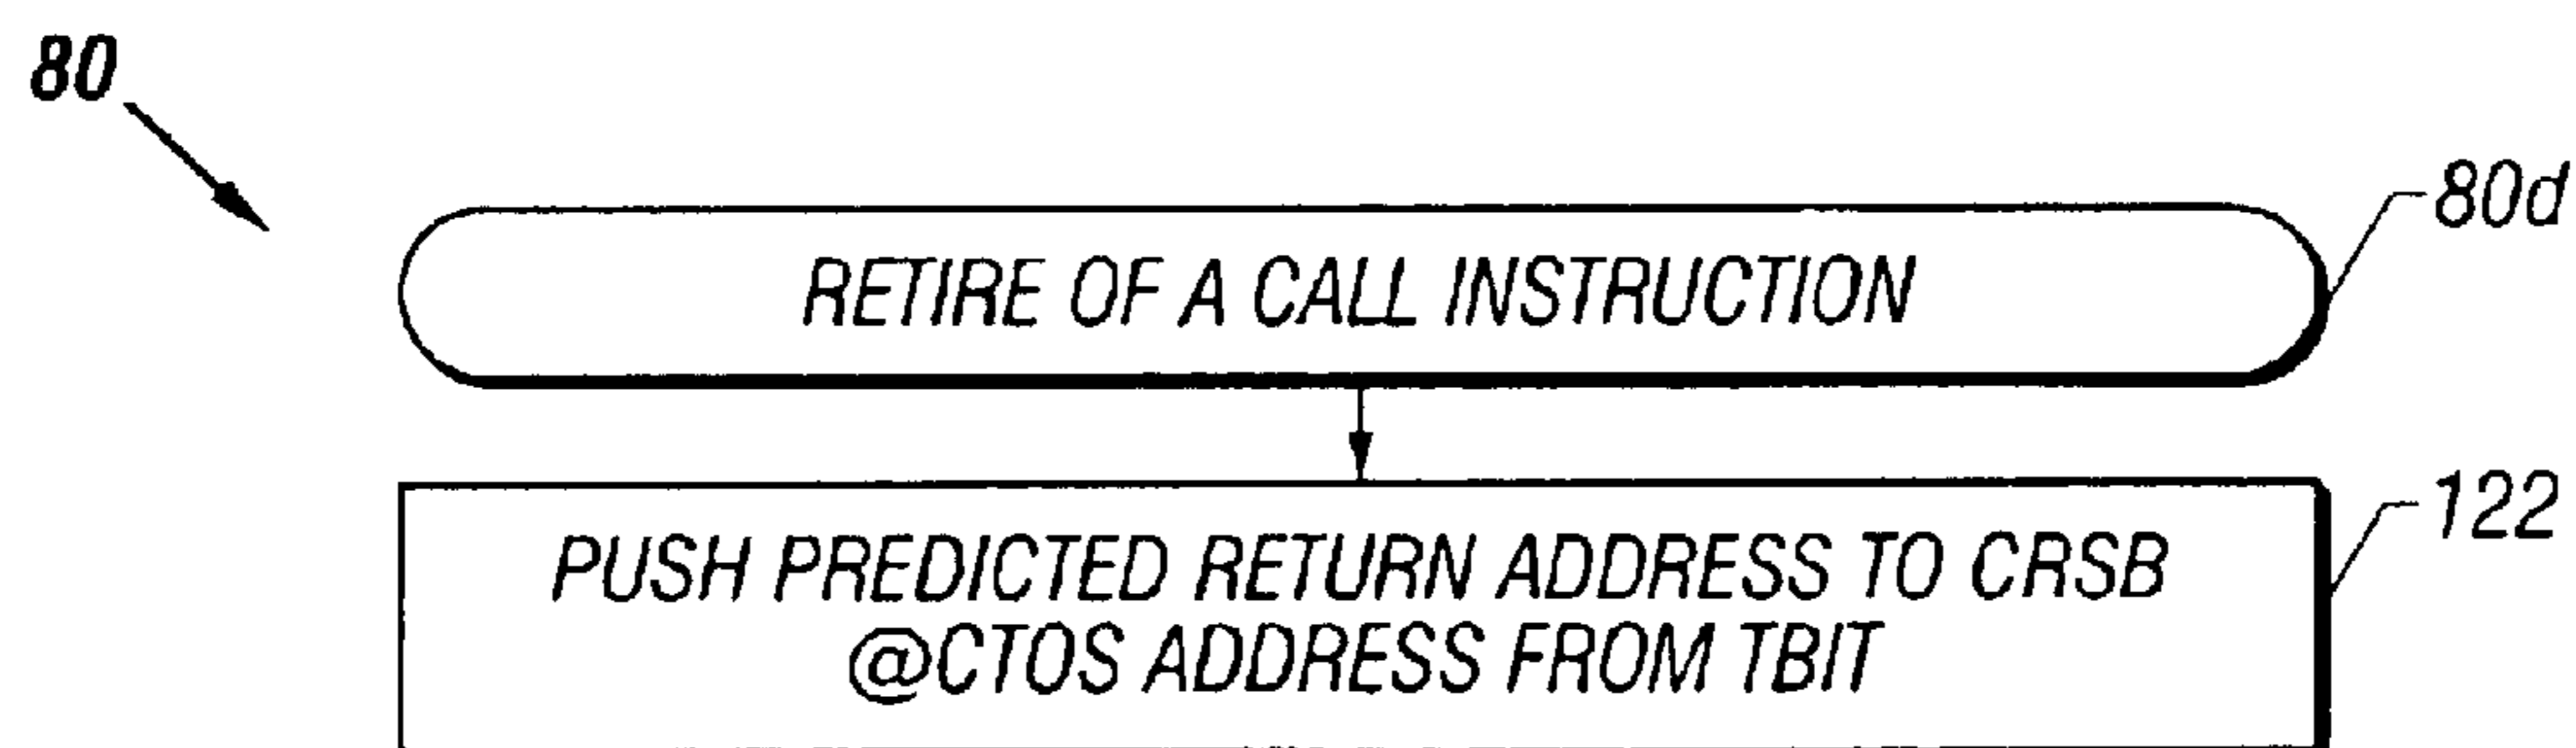 80
80d
RETIRE OF A CALL INSTRUCTION
122
PUSH PREDICTED RETURN ADDRESS TO CRSB
@CTOS ADDRESS FROM TBIT